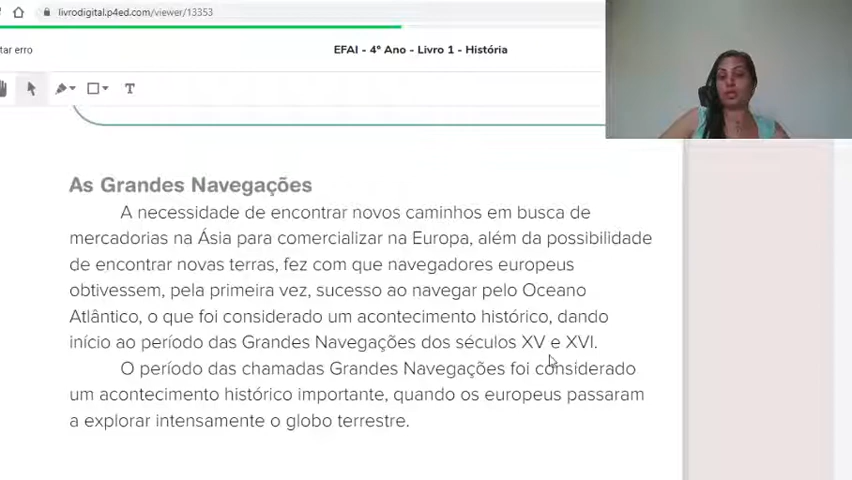 livrodigital.p4ed.com/viewer/13353
tar erro
EFAI - 4º Ano - Livro 1 - História
T
As Grandes Navegações
A necessidade de encontrar novos caminhos em busca de
mercadorias na Ásia para comercializar na Europa, além da possibilidade
de encontrar novas terras, fez com que navegadores europeus
obtivessem, pela primeira vez, sucesso ao navegar pelo Oceano
Atlântico, o que foi considerado um acontecimento histórico, dando
início ao período das Grandes Navegações dos séculos XV e XVI.
O período das chamadas Grandes Navegações foi considerado
um acontecimento histórico importante, quando os europeus passaram
a explorar intensamente o globo terrestre.